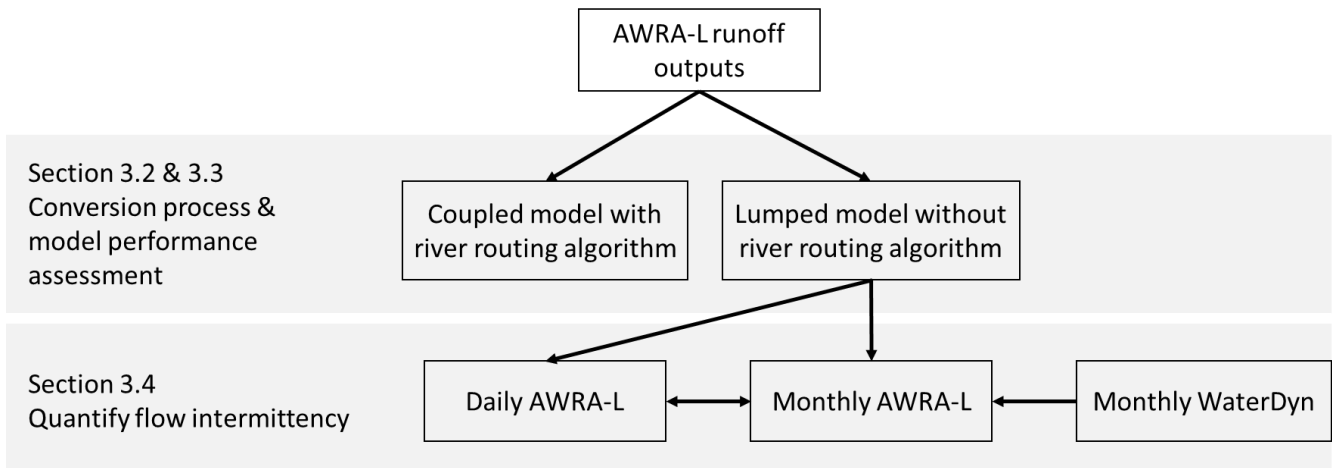 AWRA-L runoff
outputs
Section 3.2 & 3.3
Conversion process &
model performance
assessment
Coupled model with
river routing algorithm
Lumped model without
river routing algorithm
Section 3.4
Quantify flow intermittency
Daily AWRA-L
Monthly AWRA-L
Monthly WaterDyn